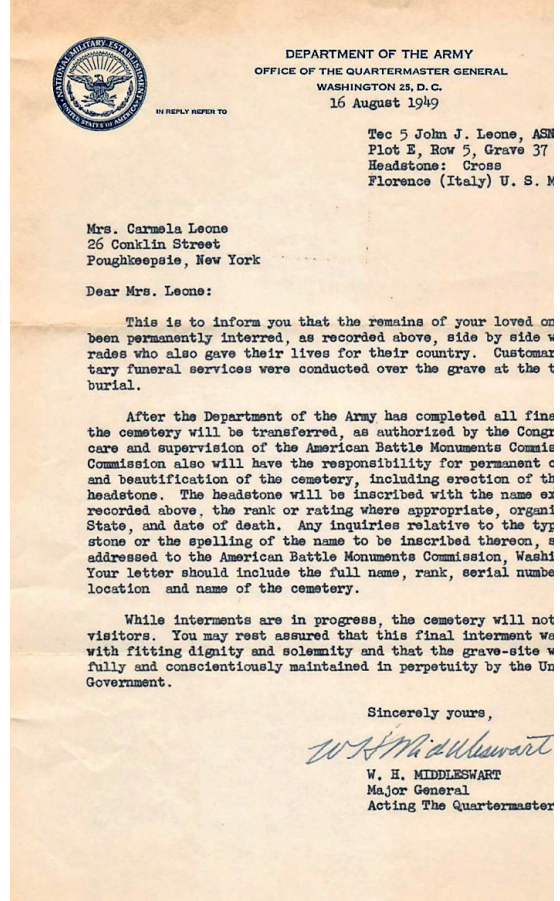 NATIONAL MILITARY ESTABLISHMENT
UNITED STATES OF AMERICA
DEPARTMENT OF THE ARMY
OFFICE OF THE QUARTERMASTER GENERAL
WASHINGTON 25, D. C.
16 August 1949
IN REPLY REFER TO
Tec 5 John J. Leone, ASN
Plot E, Row 5, Grave 37
Headstone: Cross
Florence (Italy) U. S. M
Mrs. Carmela Leone
26 Conklin Street
Poughkeepsie, New York
Dear Mrs. Leone:
This is to inform you that the remains of your loved on
been permanently interred, as recorded above, side by side w
rades who also gave their lives for their country. Customar
tary funeral services were conducted over the grave at the t
burial.
After the Department of the Army has completed all fina
the cemetery will be transferred, as authorized by the Congr
care and supervision of the American Battle Monuments Commis
Commission also will have the responsibility for permanent c
and beautification of the cemetery, including erection of th
headstone. The headstone will be inscribed with the name ex
recorded above, the rank or rating where appropriate, organi
State, and date of death. Any inquiries relative to the typ
stone or the spelling of the name to be inscribed thereon, s
addressed to the American Battle Monuments Commission, Washi
Your letter should include the full name, rank, serial numbe
location and name of the cemetery.
While interments are in progress, the cemetery will not
visitors. You may rest assured that this final interment wa
with fitting dignity and solemnity and that the grave-site w
fully and conscientiously maintained in perpetuity by the Un
Government.
Sincerely yours,
W H Middleswart
W. H. MIDDLESWART
Major General
Acting The Quartermaster